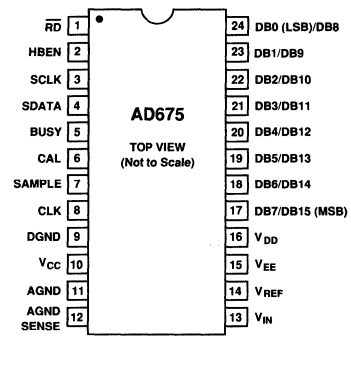 RD 1 24 DB0 (LSB)/DB8
HBEN 2 23 DB1/DB9
SCLK 3 22 DB2/DB10
SDATA 4 21 DB3/DB11
AD675
BUSY 5 20 DB4/DB12
TOP VIEW
CAL 6 19 DB5/DB13
(Not to Scale)
SAMPLE 7 18 DB6/DB14
CLK 8 17 DB7/DB15 (MSB)
DGND 9 16 VDD
VCC 10 15 VEE
AGND 11 14 VREF
AGND
SENSE 12 13 VIN